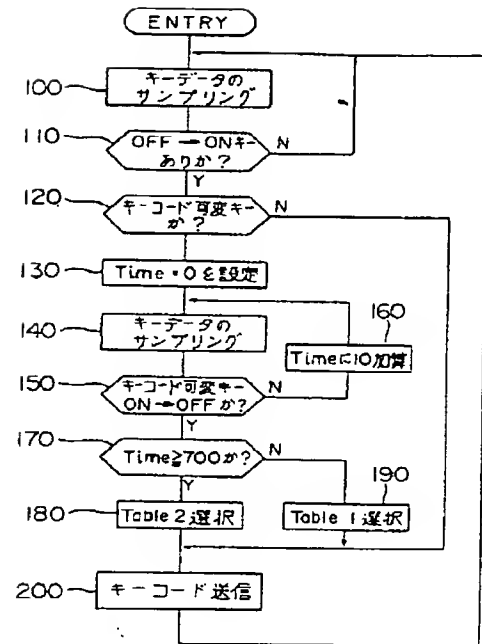 ENTRY
100
キーデータの
サンプリング
110
OFF→ONキー
ありか?
N
Y
120
キーコード可変キー
か?
N
Y
130
Time=0を設定
140
キーデータの
サンプリング
160
Timeに10加算
150
キーコード可変キー
ON→OFFか?
N
Y
170
Time≧700か?
N
Y
180
Table 2選択
190
Table 1選択
200
キーコード送信